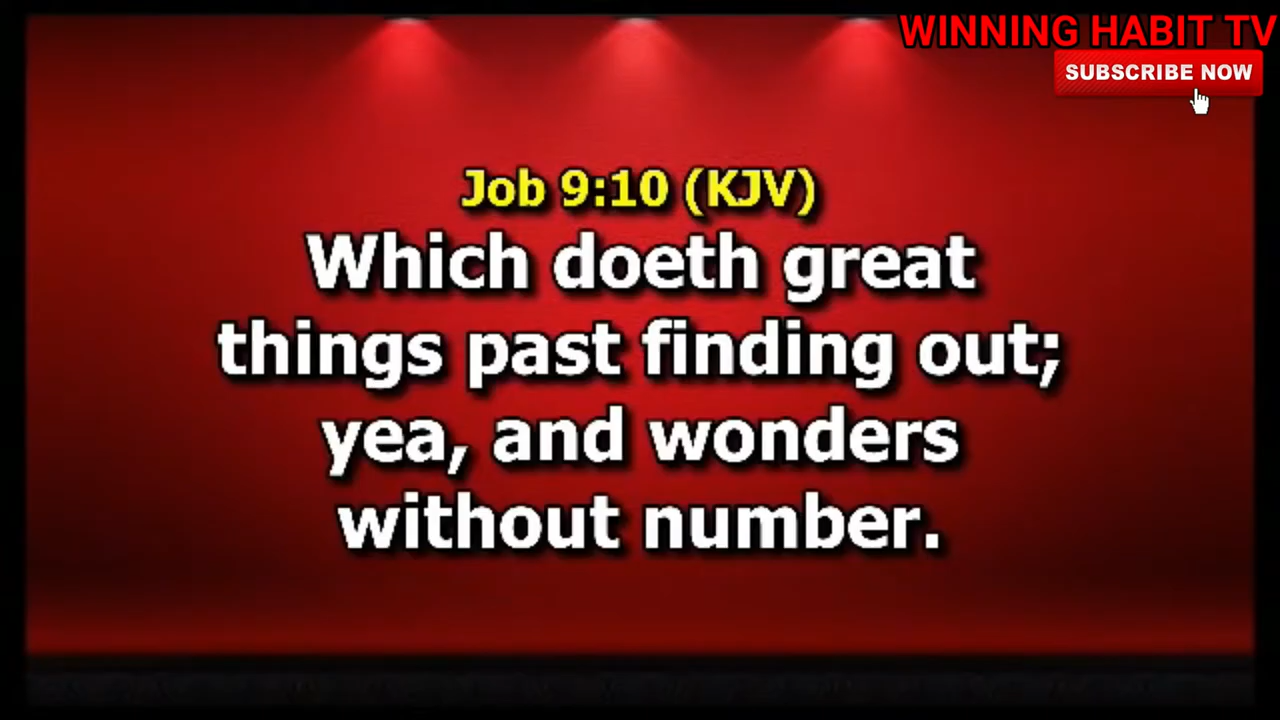 WINNING HABIT TV
SUBSCRIBE NOW
Job 9:10 (KJV)
Which doeth great
things past finding out;
yea, and wonders
without number.